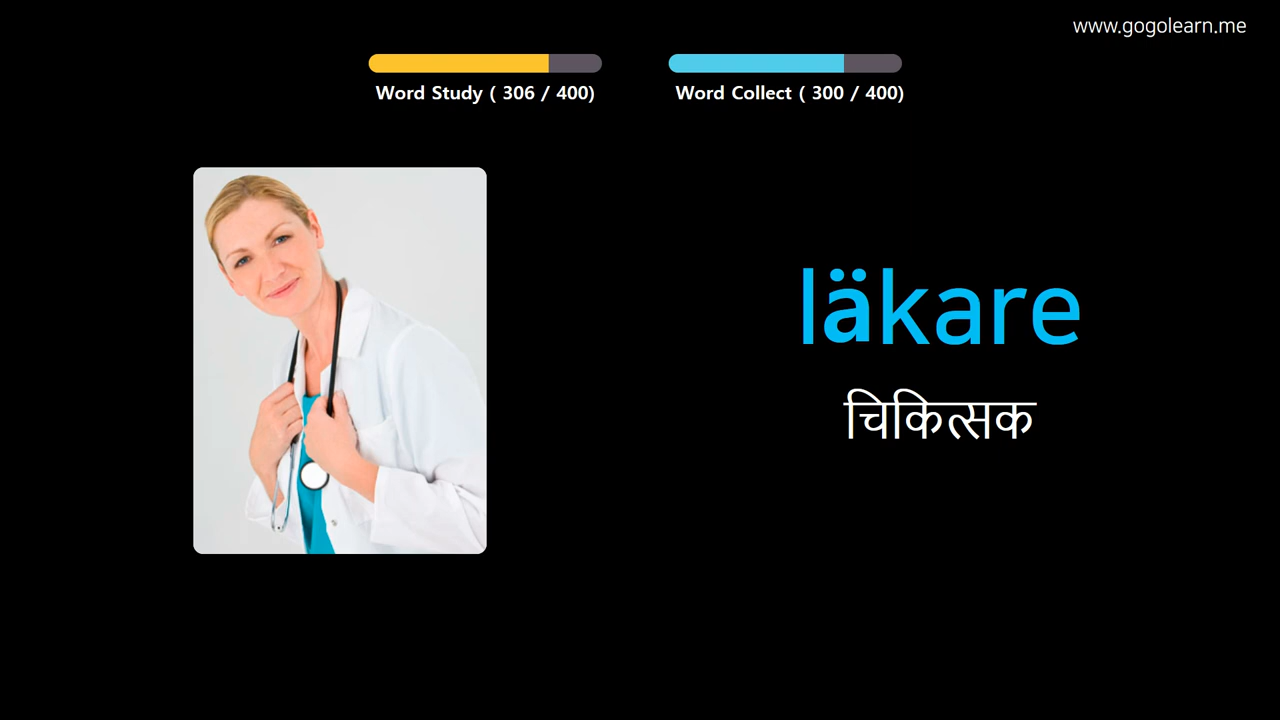 www.gogolearn.me
Word Study ( 306 / 400)
Word Collect ( 300 / 400)
läkare
चिकित्सक